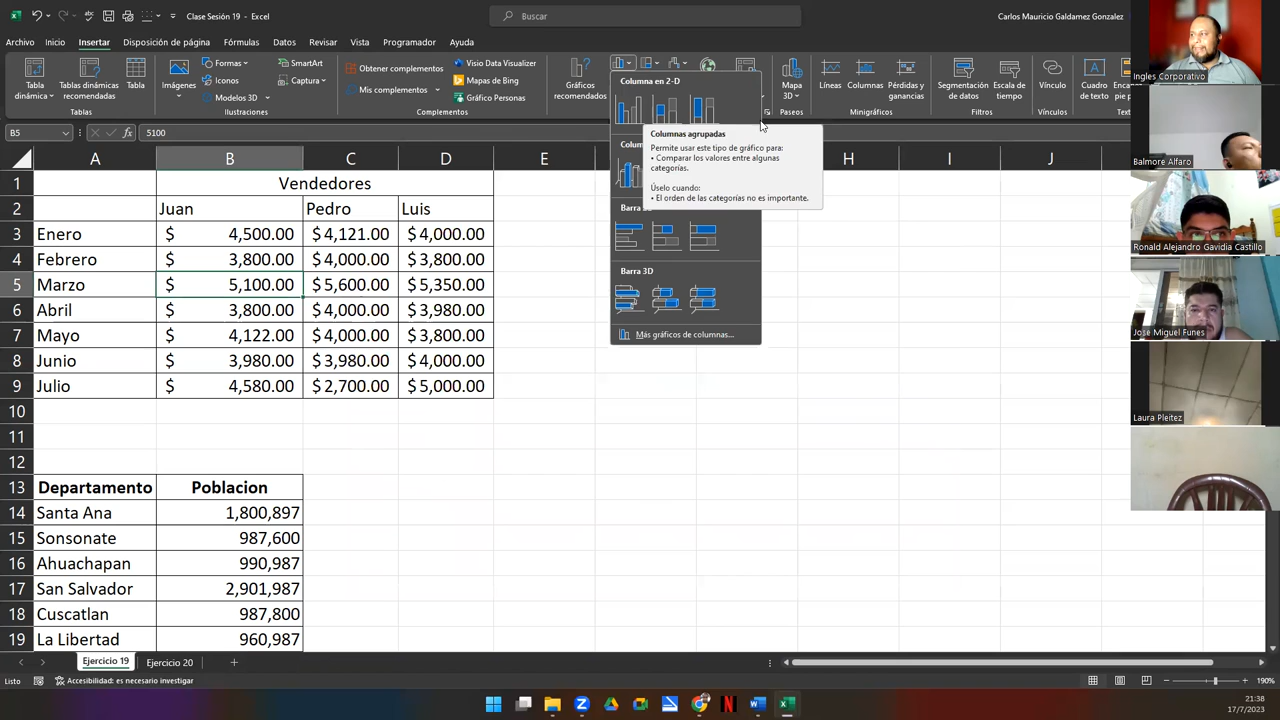 Clase Sesión 19 - Excel
Buscar
Carlos Mauricio Galdamez Gonzalez
Archivo Inicio Insertar Disposición de página Fórmulas Datos Revisar Vista Programador Ayuda
Tabla dinámica
Tablas dinámicas recomendadas
Tabla
Tablas
Imágenes
Formas
Iconos
Modelos 3D
SmartArt
Captura
Obtener complementos
Mis complementos
Visio Data Visualizer
Mapas de Bing
Gráfico Personas
Complementos
Gráficos recomendados
Mapa 3D
Paseos
Líneas
Columnas
Pérdidas y ganancias
Minigráficos
Segmentación de datos
Escala de tiempo
Filtros
Vínculo
Vínculos
Cuadro de texto
Columna en 2-D
Columnas agrupadas
Permite usar este tipo de gráfico para:
• Comparar los valores entre algunas
categorías.
Úselo cuando:
• El orden de las categorías no es importante.
Barra 3D
Más gráficos de columnas...
B5 fx 5100
A B C D E H I J
1 Vendedores
2 Juan Pedro Luis
3 Enero $ 4,500.00 $ 4,121.00 $ 4,000.00
4 Febrero $ 3,800.00 $ 4,000.00 $ 3,800.00
5 Marzo $ 5,100.00 $ 5,600.00 $ 5,350.00
6 Abril $ 3,800.00 $ 4,000.00 $ 3,980.00
7 Mayo $ 4,122.00 $ 4,000.00 $ 3,800.00
8 Junio $ 3,980.00 $ 3,980.00 $ 4,000.00
9 Julio $ 4,580.00 $ 2,700.00 $ 5,000.00
10
11
12
13 Departamento Poblacion
14 Santa Ana 1,800,897
15 Sonsonate 987,600
16 Ahuachapan 990,987
17 San Salvador 2,901,987
18 Cuscatlan 987,800
19 La Libertad 960,987
Ejercicio 19 Ejercicio 20
Listo Accesibilidad: es necesario investigar 190%
21:38
17/7/2023
Ingles Corporativo
Balmore Alfaro
Ronald Alejandro Gavidia Castillo
Jose Miguel Funes
Laura Pleitez